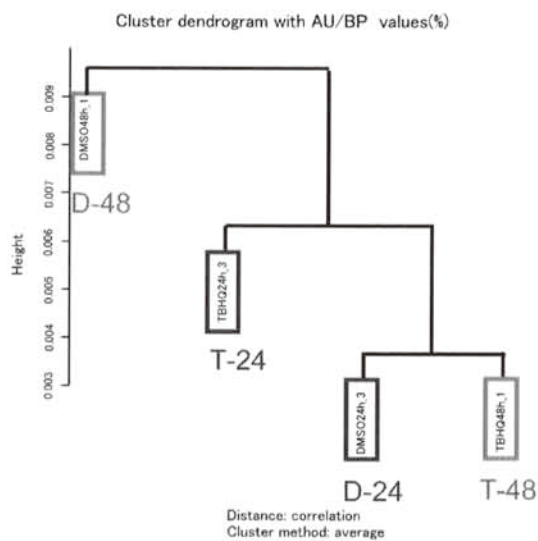 Cluster dendrogram with AU/BP values(%)
Height
0.009
0.008
0.007
0.006
0.005
0.004
0.003
DMSO48h_1
D-48
TBHQ24h_3
T-24
DMSO24h_3
D-24
TBHQ48h_1
T-48
Distance: correlation
Cluster method: average